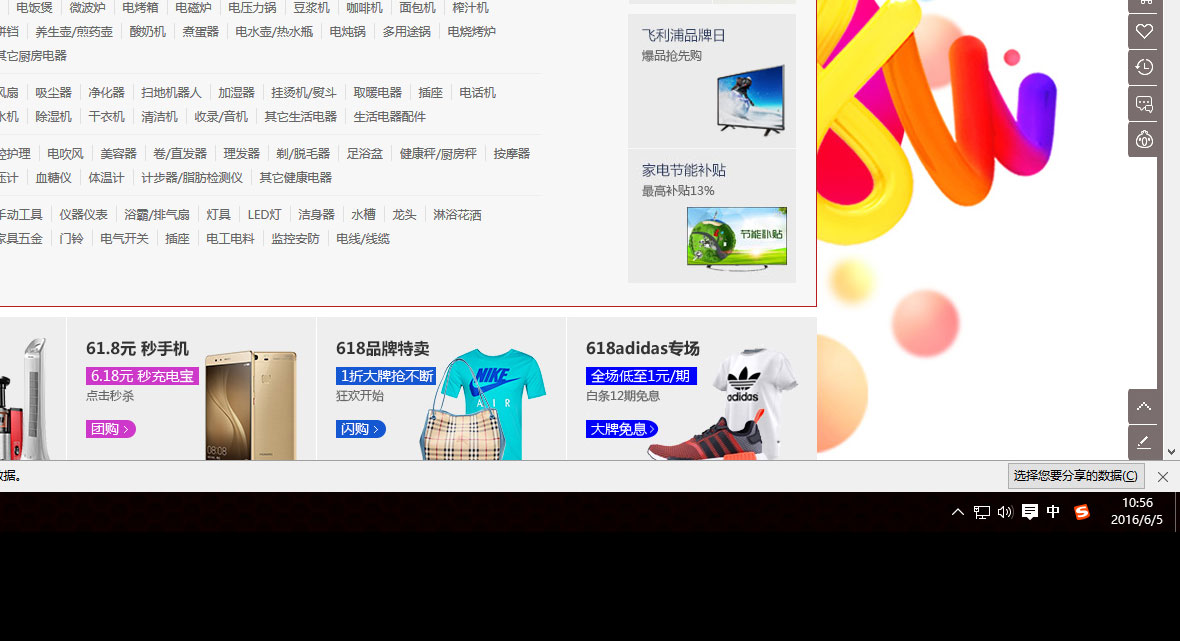 电饭煲 微波炉 电烤箱 电磁炉 电压力锅 豆浆机 咖啡机 面包机 榨汁机
饼铛 养生壶/煎药壶 酸奶机 煮蛋器 电水壶/热水瓶 电炖锅 多用途锅 电烧烤炉
其它厨房电器
风扇 吸尘器 净化器 扫地机器人 加湿器 挂烫机/熨斗 取暖电器 插座 电话机
水机 除湿机 干衣机 清洁机 收录/音机 其它生活电器 生活电器配件
腔护理 电吹风 美容器 卷/直发器 理发器 剃/脱毛器 足浴盆 健康秤/厨房秤 按摩器
压计 血糖仪 体温计 计步器/脂肪检测仪 其它健康电器
手动工具 仪器仪表 浴霸/排气扇 灯具 LED灯 洁身器 水槽 龙头 淋浴花洒
家具五金 门铃 电气开关 插座 电工电料 监控安防 电线/线缆
飞利浦品牌日
爆品抢先购
家电节能补贴
最高补贴13%
节能补贴
61.8元 秒手机
6.18元 秒充电宝
点击秒杀
团购 >
08:08
618品牌特卖
1折大牌抢不断
狂欢开始
闪购 >
NIKE
AIR
618adidas专场
全场低至1元/期
白条12期免息
大牌免息>
adidas
数据。
选择您要分享的数据(C)
中
10:56
2016/6/5